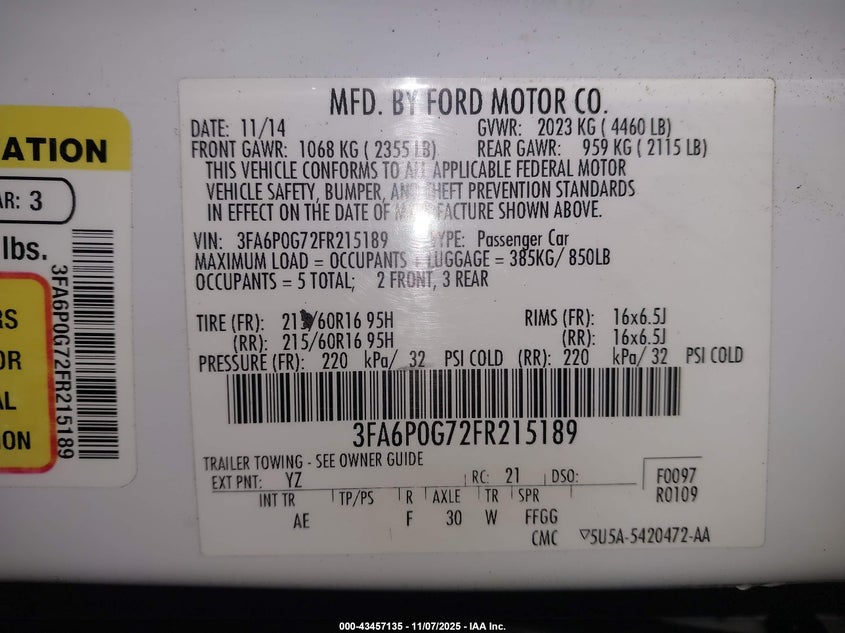 MFD. BY FORD MOTOR CO.
DATE: 11/14 GVWR: 2023 KG ( 4460 LB)
FRONT GAWR: 1068 KG ( 2355 LB) REAR GAWR: 959 KG ( 2115 LB)
THIS VEHICLE CONFORMS TO ALL APPLICABLE FEDERAL MOTOR
VEHICLE SAFETY, BUMPER, AND THEFT PREVENTION STANDARDS
IN EFFECT ON THE DATE OF MANUFACTURE SHOWN ABOVE.
VIN: 3FA6P0G72FR215189 TYPE: Passenger Car
MAXIMUM LOAD = OCCUPANTS + LUGGAGE = 385KG/ 850LB
OCCUPANTS = 5 TOTAL; 2 FRONT, 3 REAR
TIRE (FR): 215/60R16 95H RIMS (FR): 16x6.5J
(RR): 215/60R16 95H (RR): 16x6.5J
PRESSURE (FR): 220 kPa/ 32 PSI COLD (RR): 220 kPa/ 32 PSI COLD
3FA6P0G72FR215189
TRAILER TOWING - SEE OWNER GUIDE
EXT PNT: YZ RC: 21 DSO: F0097
R0109
INT TR TP/PS R AXLE TR SPR
AE F 30 W FFGG
CMC ▽5U5A-5420472-AA
ATION
AR: 3
lbs.
RS
OR
AL
ION
3FA6P0G72FR215189
000-43457135 - 11/07/2025 - IAA Inc.